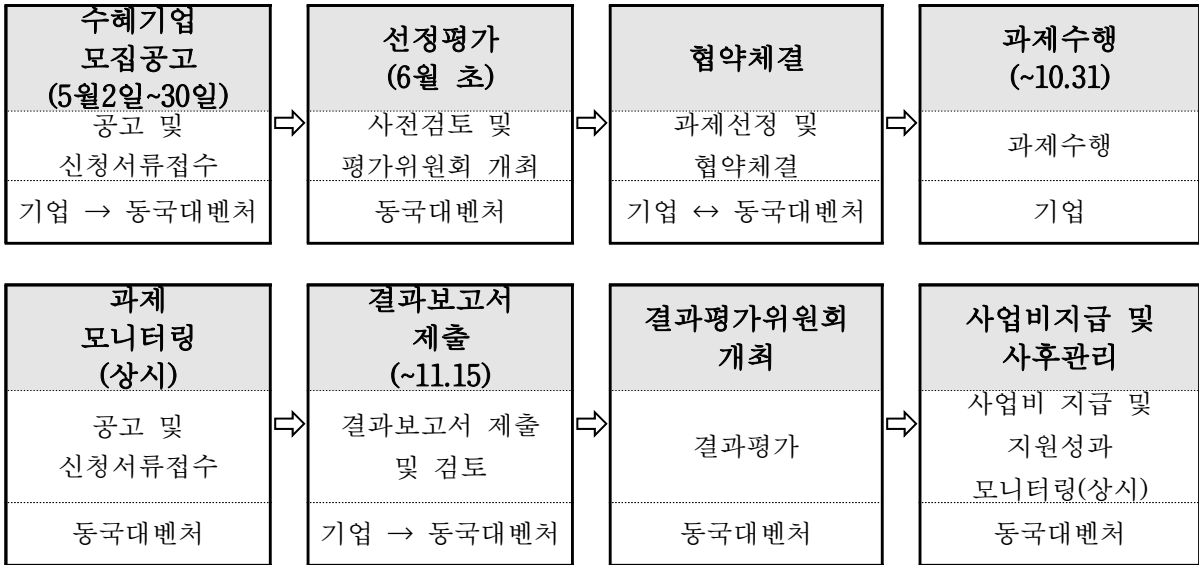 수혜기업
모집공고
(5월2일~30일)
공고 및
신청서류접수
기업 → 동국대벤처
선정평가
(6월 초)
사전검토 및
평가위원회 개최
동국대벤처
협약체결
과제선정 및
협약체결
기업 ↔ 동국대벤처
과제수행
(~10.31)
과제수행
기업
과제
모니터링
(상시)
공고 및
신청서류접수
동국대벤처
결과보고서
제출
(~11.15)
결과보고서 제출
및 검토
기업 → 동국대벤처
결과평가위원회
개최
결과평가
동국대벤처
사업비지급 및
사후관리
사업비 지급 및
지원성과
모니터링(상시)
동국대벤처